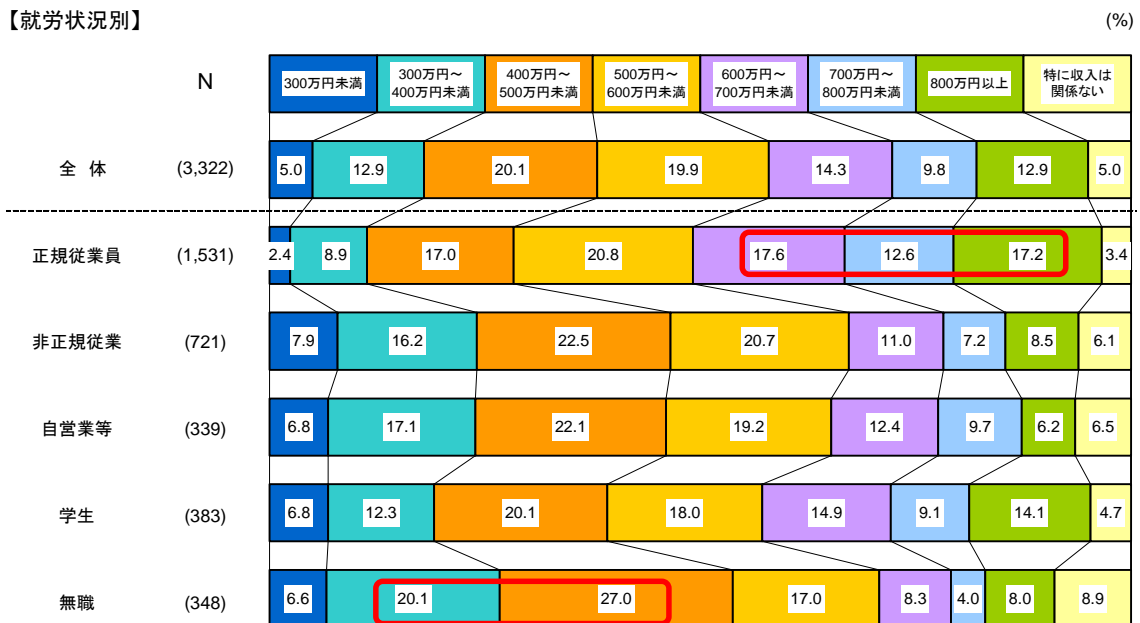 【就労状況別】 (%)
N
300万円未満
300万円～
400万円未満
400万円～
500万円未満
500万円～
600万円未満
600万円～
700万円未満
700万円～
800万円未満
800万円以上
特に収入は
関係ない
全 体 (3,322) 5.0 12.9 20.1 19.9 14.3 9.8 12.9 5.0
正規従業員 (1,531) 2.4 8.9 17.0 20.8 17.6 12.6 17.2 3.4
非正規従業 (721) 7.9 16.2 22.5 20.7 11.0 7.2 8.5 6.1
自営業等 (339) 6.8 17.1 22.1 19.2 12.4 9.7 6.2 6.5
学生 (383) 6.8 12.3 20.1 18.0 14.9 9.1 14.1 4.7
無職 (348) 6.6 20.1 27.0 17.0 8.3 4.0 8.0 8.9